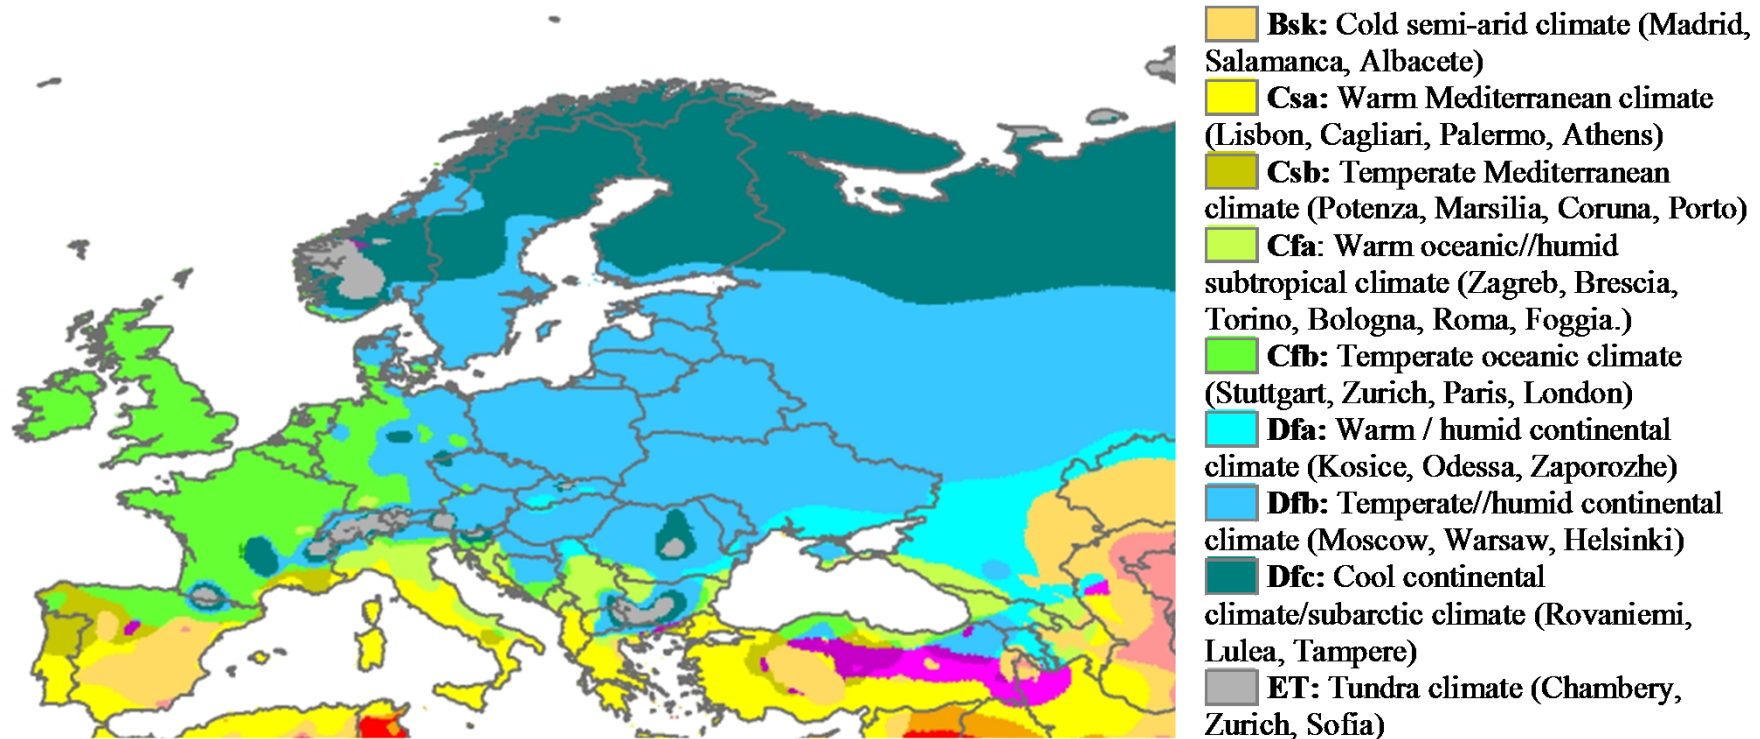 Bsk: Cold semi-arid climate (Madrid,
Salamanca, Albacete)
Csa: Warm Mediterranean climate
(Lisbon, Cagliari, Palermo, Athens)
Csb: Temperate Mediterranean
climate (Potenza, Marsilia, Coruna, Porto)
Cfa: Warm oceanic//humid
subtropical climate (Zagreb, Brescia,
Torino, Bologna, Roma, Foggia.)
Cfb: Temperate oceanic climate
(Stuttgart, Zurich, Paris, London)
Dfa: Warm / humid continental
climate (Kosice, Odessa, Zaporozhe)
Dfb: Temperate//humid continental
climate (Moscow, Warsaw, Helsinki)
Dfc: Cool continental
climate/subarctic climate (Rovaniemi,
Lulea, Tampere)
ET: Tundra climate (Chambery,
Zurich, Sofia)